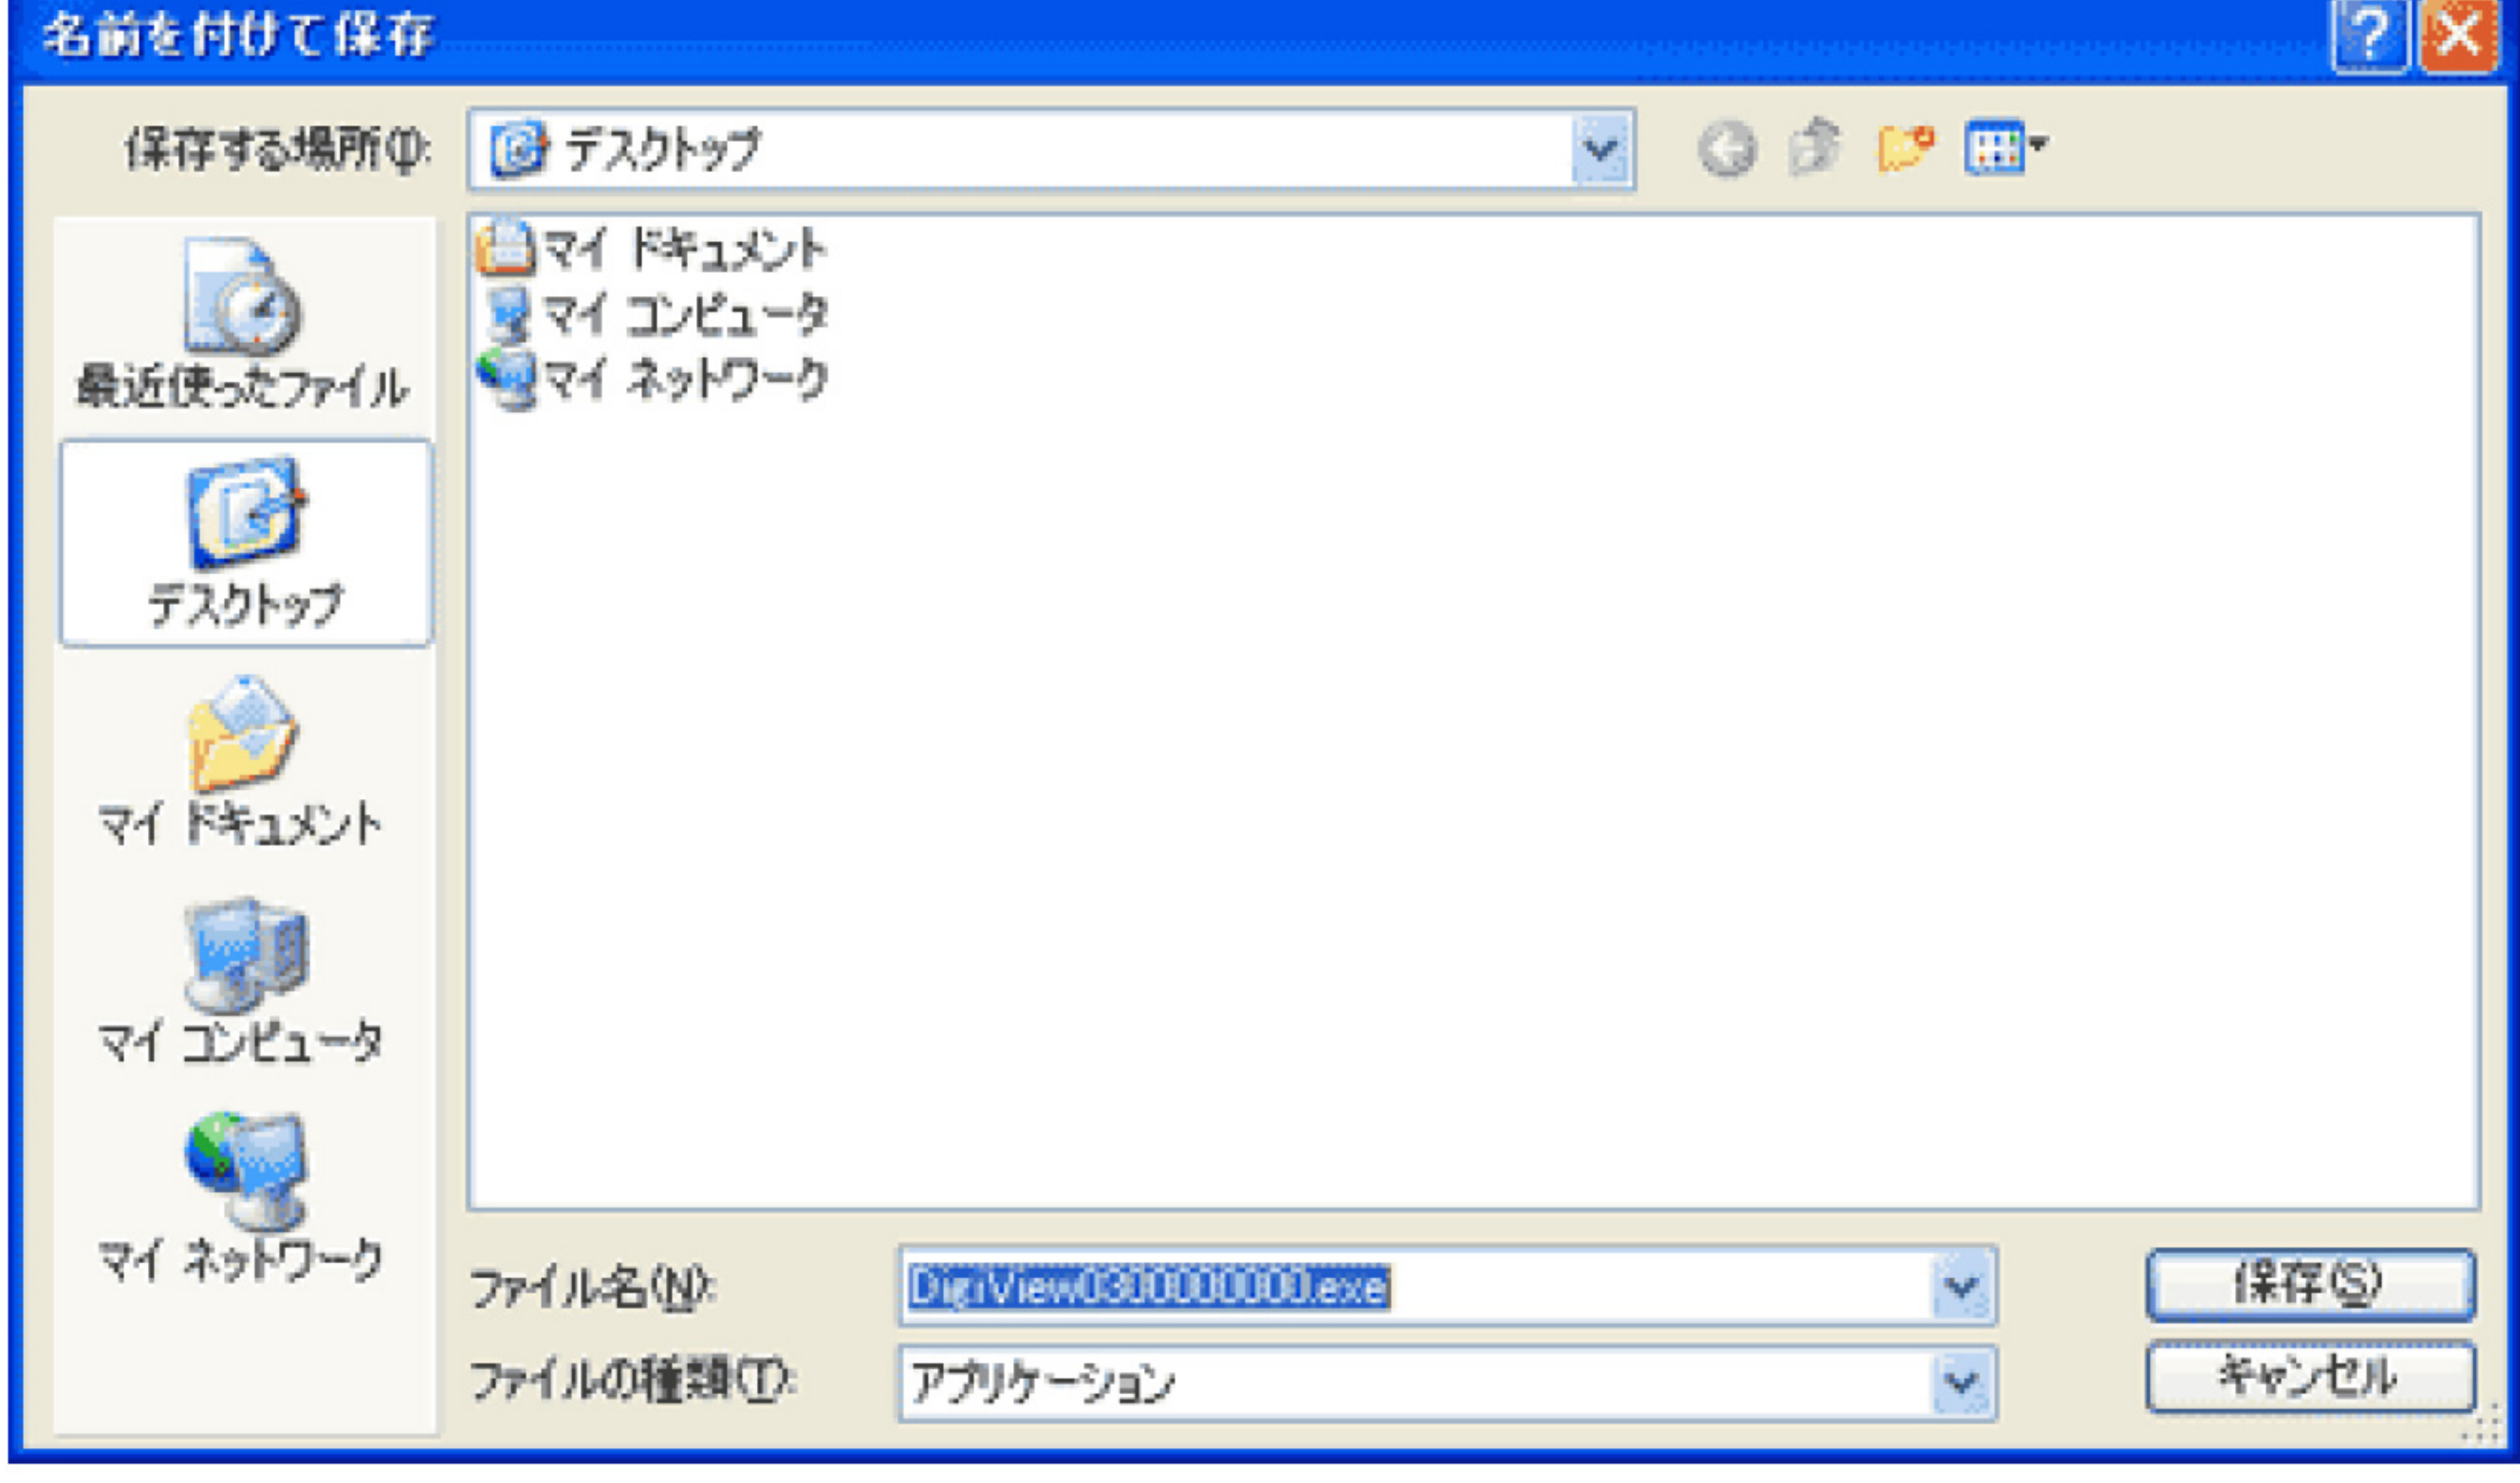 名前を付けて保存
保存する場所(I):
デスクトップ
最近使ったファイル
デスクトップ
マイ ドキュメント
マイ コンピュータ
マイ ネットワーク
マイ ドキュメント
マイ コンピュータ
マイ ネットワーク
ファイル名(N):
保存(S)
ファイルの種類(T):
アプリケーション
キャンセル